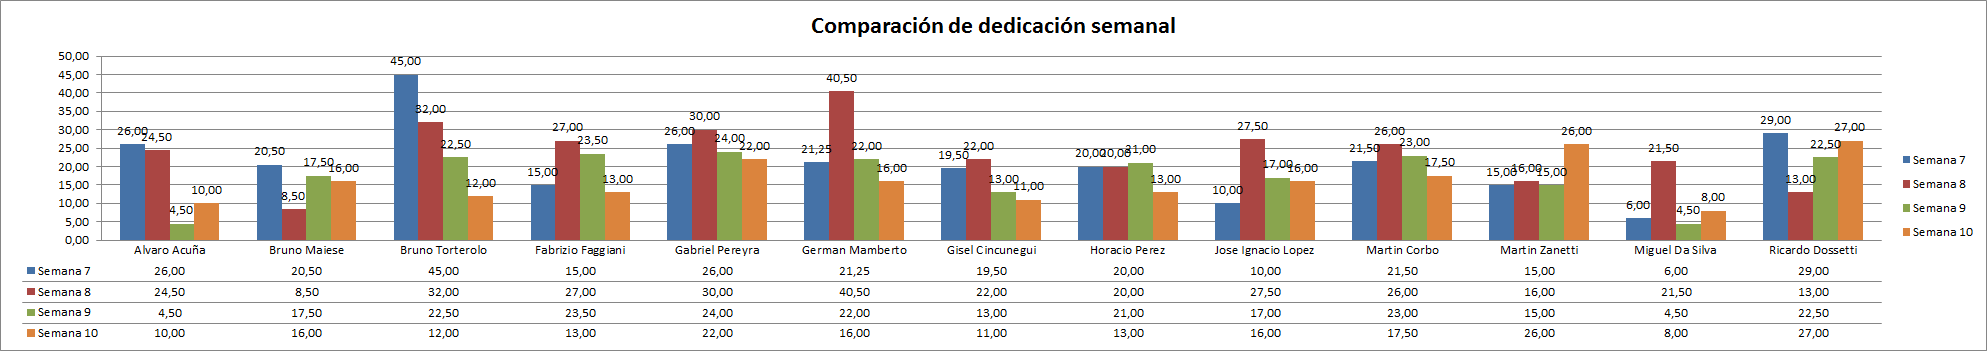 Comparación de dedicación semanal
50,00
45,00
40,00
35,00
30,00
25,00
20,00
15,00
10,00
5,00
0,00
26,00 24,50 4,50 10,00
20,50 8,50 17,50 16,00
45,00 32,00 22,50 12,00
15,00 27,00 23,50 13,00
26,00 30,00 24,00 22,00
21,25 40,50 22,00 16,00
19,50 22,00 13,00 11,00
20,00 20,00 21,00 13,00
10,00 27,50 17,00 16,00
21,50 26,00 23,00 17,50
15,00 16,00 15,00 26,00
6,00 21,50 4,50 8,00
29,00 13,00 22,50 27,00
Alvaro Acuña Bruno Maiese Bruno Torterolo Fabrizio Faggiani Gabriel Pereyra German Mamberto Gisel Cincunegui Horacio Perez Jose Ignacio Lopez Martin Corbo Martin Zanetti Miguel Da Silva Ricardo Dossetti
Semana 7 26,00 20,50 45,00 15,00 26,00 21,25 19,50 20,00 10,00 21,50 15,00 6,00 29,00
Semana 8 24,50 8,50 32,00 27,00 30,00 40,50 22,00 20,00 27,50 26,00 16,00 21,50 13,00
Semana 9 4,50 17,50 22,50 23,50 24,00 22,00 13,00 21,00 17,00 23,00 15,00 4,50 22,50
Semana 10 10,00 16,00 12,00 13,00 22,00 16,00 11,00 13,00 16,00 17,50 26,00 8,00 27,00
Semana 7
Semana 8
Semana 9
Semana 10